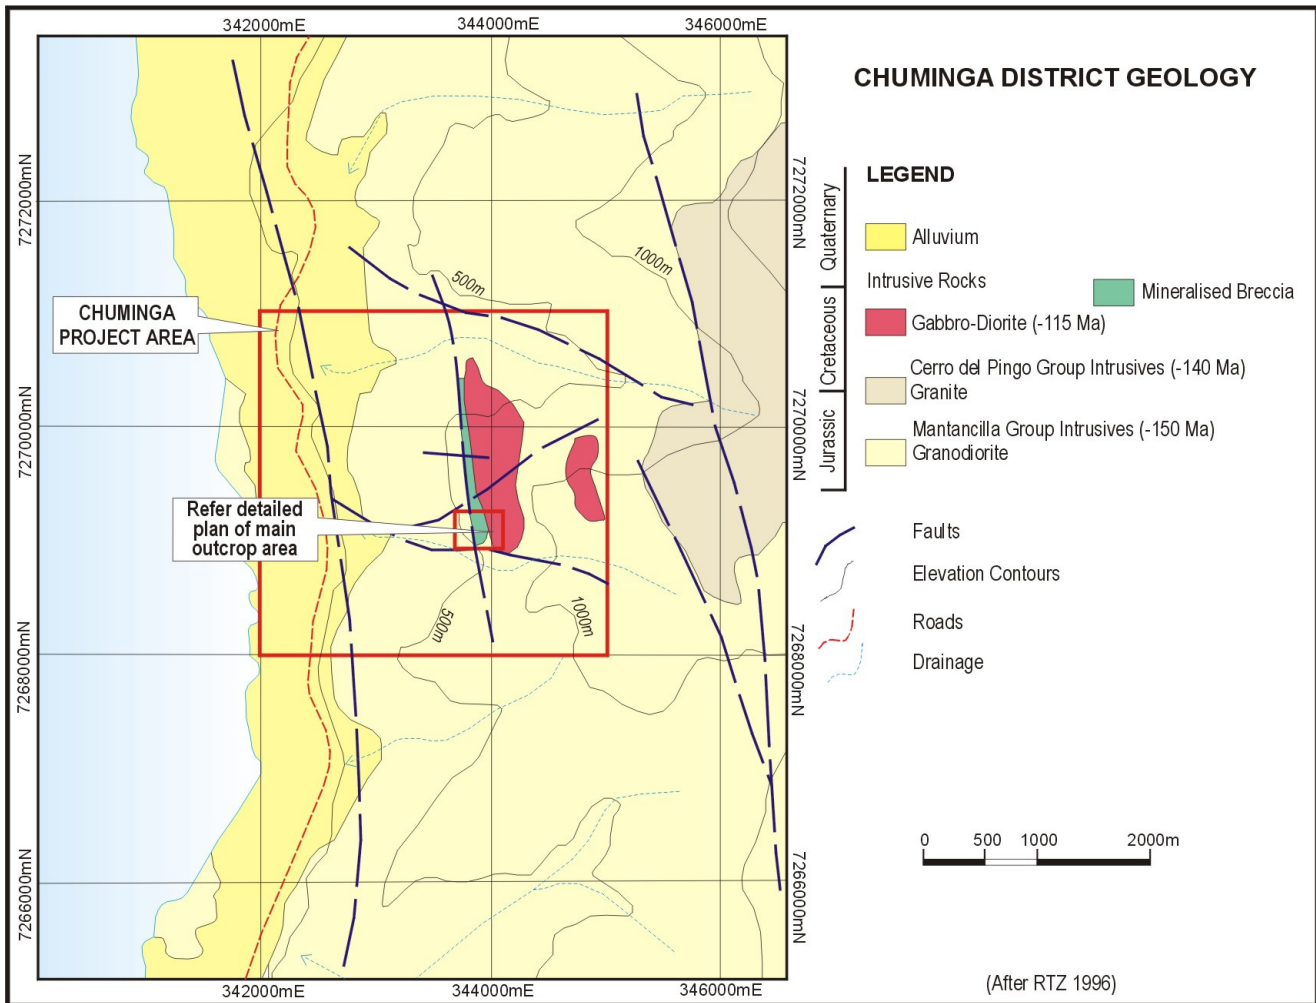 342000mE
344000mE
346000mE
CHUMINGA DISTRICT GEOLOGY
LEGEND
Quaternary
Cretaceous
Jurassic
Alluvium
Intrusive Rocks
Mineralised Breccia
Gabbro-Diorite (-115 Ma)
Cerro del Pingo Group Intrusives (-140 Ma)
Granite
Mantancilla Group Intrusives (-150 Ma)
Granodiorite
Faults
Elevation Contours
Roads
Drainage
0 500 1000 2000m
(After RTZ 1996)
7272000mN
7272000mN
1000m
500m
CHUMINGA
PROJECT AREA
7270000mN
7270000mN
Refer detailed
plan of main
outcrop area
500m
1000m
7268000mN
7268000mN
7266000mN
7266000mN
342000mE
344000mE
346000mE